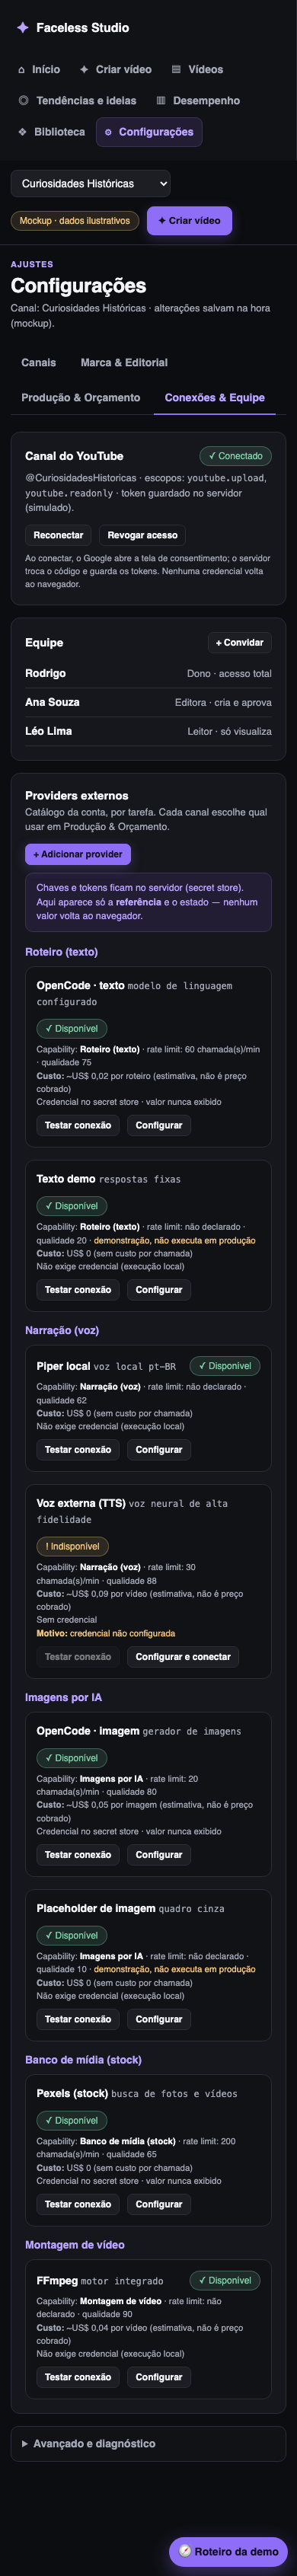 ✦ Faceless Studio
⌂ Início ✦ Criar vídeo ▤ Vídeos
◎ Tendências e ideias ▥ Desempenho
❖ Biblioteca ⚙ Configurações
Curiosidades Históricas
Mockup · dados ilustrativos ✦ Criar vídeo
AJUSTES
Configurações
Canal: Curiosidades Históricas · alterações salvam na hora
(mockup).
Canais Marca & Editorial
Produção & Orçamento Conexões & Equipe
Canal do YouTube ✓ Conectado
@CuriosidadesHistoricas · escopos: youtube.upload,
youtube.readonly · token guardado no servidor
(simulado).
Reconectar Revogar acesso
Ao conectar, o Google abre a tela de consentimento; o servidor
troca o código e guarda os tokens. Nenhuma credencial volta
ao navegador.
Equipe + Convidar
Rodrigo Dono · acesso total
Ana Souza Editora · cria e aprova
Léo Lima Leitor · só visualiza
Providers externos
Catálogo da conta, por tarefa. Cada canal escolhe qual
usar em Produção & Orçamento.
+ Adicionar provider
Chaves e tokens ficam no servidor (secret store).
Aqui aparece só a referência e o estado — nenhum
valor volta ao navegador.
Roteiro (texto)
OpenCode · texto modelo de linguagem
configurado
✓ Disponível
Capability: Roteiro (texto) · rate limit: 60 chamada(s)/min
· qualidade 75
Custo: ~US$ 0,02 por roteiro (estimativa, não é preço
cobrado)
Credencial no secret store · valor nunca exibido
Testar conexão Configurar
Texto demo respostas fixas
✓ Disponível
Capability: Roteiro (texto) · rate limit: não declarado ·
qualidade 20 · demonstração, não executa em produção
Custo: US$ 0 (sem custo por chamada)
Não exige credencial (execução local)
Testar conexão Configurar
Narração (voz)
Piper local voz local pt-BR ✓ Disponível
Capability: Narração (voz) · rate limit: não declarado ·
qualidade 62
Custo: US$ 0 (sem custo por chamada)
Não exige credencial (execução local)
Testar conexão Configurar
Voz externa (TTS) voz neural de alta
fidelidade
! Indisponível
Capability: Narração (voz) · rate limit: 30
chamada(s)/min · qualidade 88
Custo: ~US$ 0,09 por vídeo (estimativa, não é preço
cobrado)
Sem credencial
Motivo: credencial não configurada
Testar conexão Configurar e conectar
Imagens por IA
OpenCode · imagem gerador de imagens
✓ Disponível
Capability: Imagens por IA · rate limit: 20
chamada(s)/min · qualidade 80
Custo: ~US$ 0,05 por imagem (estimativa, não é preço
cobrado)
Credencial no secret store · valor nunca exibido
Testar conexão Configurar
Placeholder de imagem quadro cinza
✓ Disponível
Capability: Imagens por IA · rate limit: não declarado ·
qualidade 10 · demonstração, não executa em produção
Custo: US$ 0 (sem custo por chamada)
Não exige credencial (execução local)
Testar conexão Configurar
Banco de mídia (stock)
Pexels (stock) busca de fotos e vídeos
✓ Disponível
Capability: Banco de mídia (stock) · rate limit: 200
chamada(s)/min · qualidade 65
Custo: US$ 0 (sem custo por chamada)
Credencial no secret store · valor nunca exibido
Testar conexão Configurar
Montagem de vídeo
FFmpeg motor integrado ✓ Disponível
Capability: Montagem de vídeo · rate limit: não
declarado · qualidade 90
Custo: ~US$ 0,04 por vídeo (estimativa, não é preço
cobrado)
Não exige credencial (execução local)
Testar conexão Configurar
▶ Avançado e diagnóstico
🧭 Roteiro da demo